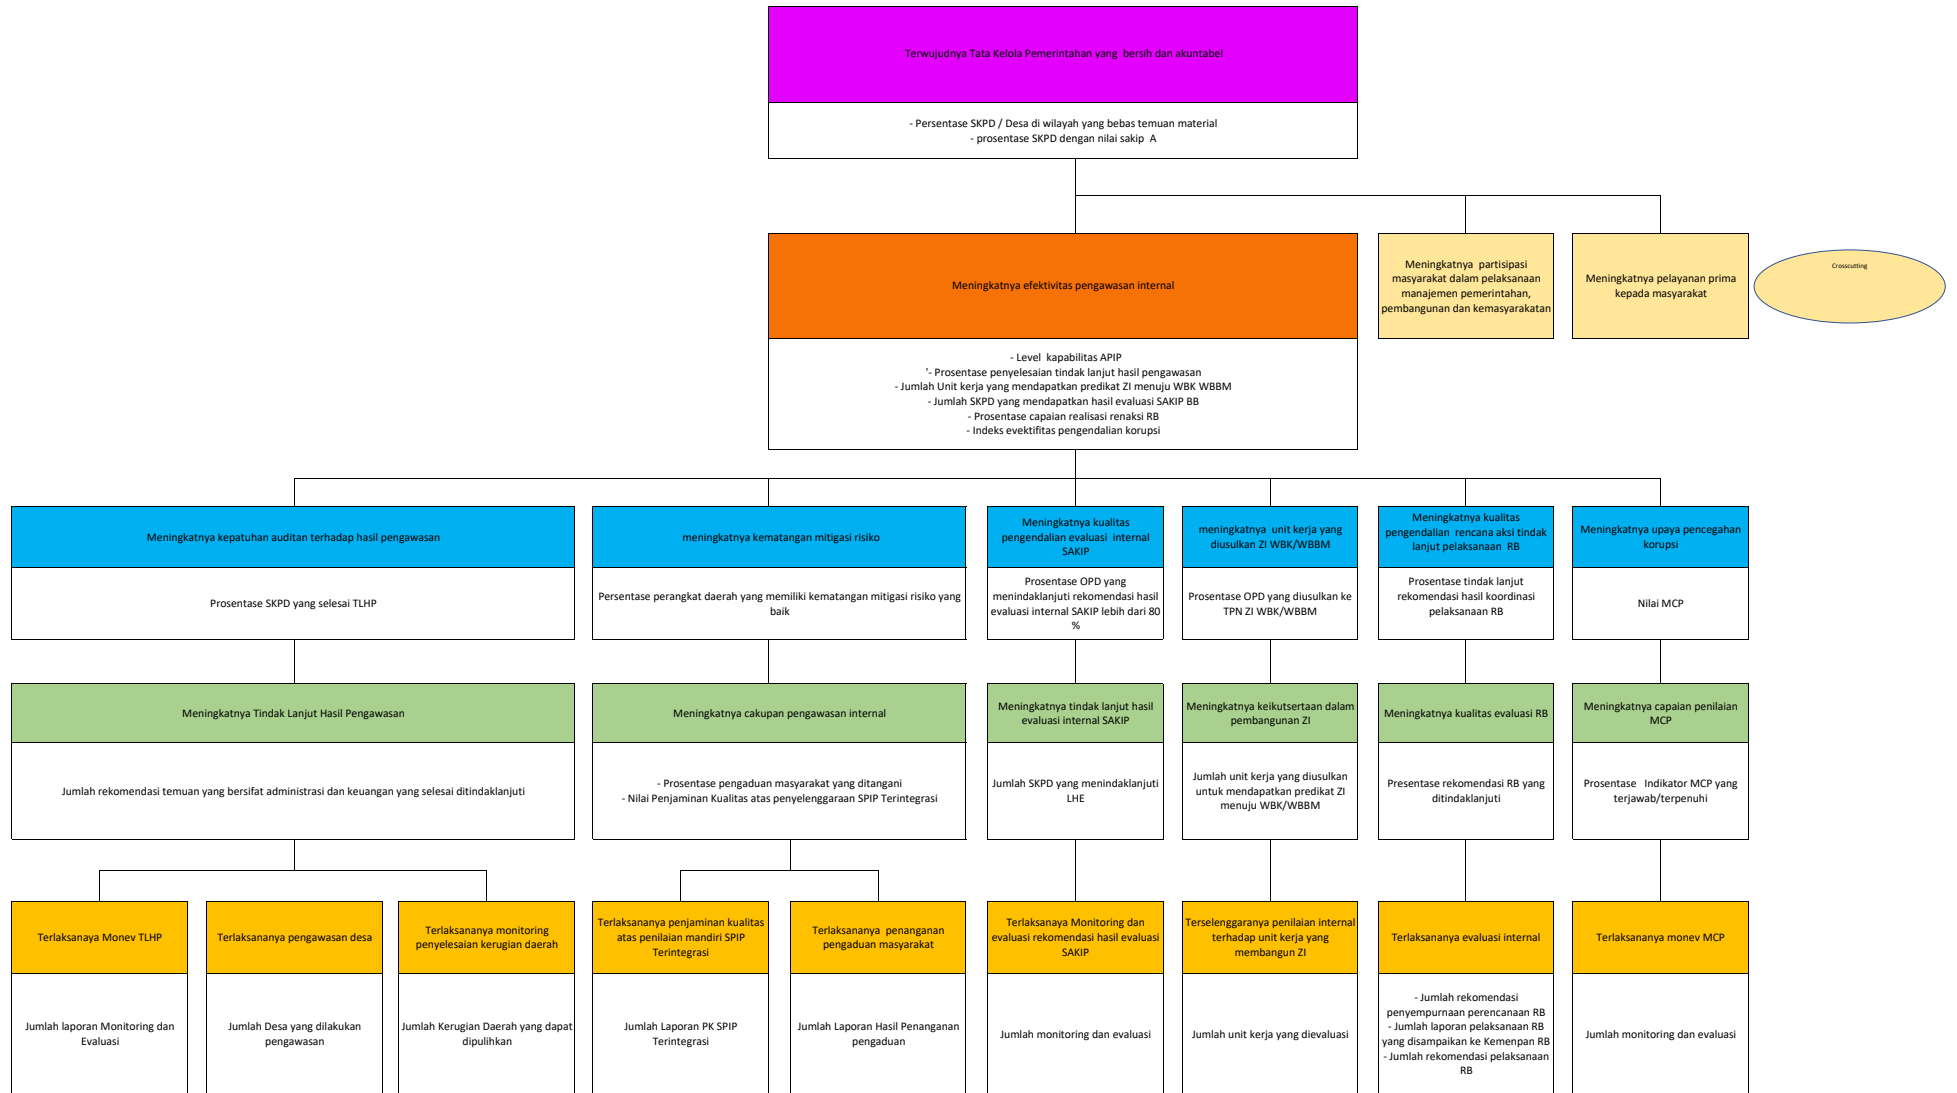 Terwujudnya Tata Kelola Pemerintahan yang bersih dan akuntabel
- Persentase SKPD / Desa di wilayah yang bebas temuan material
- prosentase SKPD dengan nilai sakip A
Meningkatnya efektivitas pengawasan internal
Meningkatnya partisipasi
masyarakat dalam pelaksanaan
manajemen pemerintahan,
pembangunan dan kemasyarakatan
Meningkatnya pelayanan prima
kepada masyarakat
Crosscutting
- Level kapabilitas APIP
'- Prosentase penyelesaian tindak lanjut hasil pengawasan
- Jumlah Unit kerja yang mendapatkan predikat ZI menuju WBK WBBM
- Jumlah SKPD yang mendapatkan hasil evaluasi SAKIP BB
- Prosentase capaian realisasi renaksi RB
- Indeks evektifitas pengendalian korupsi
Meningkatnya kepatuhan auditan terhadap hasil pengawasan
meningkatnya kematangan mitigasi risiko
Meningkatnya kualitas
pengendalian evaluasi internal
SAKIP
meningkatnya unit kerja yang
diusulkan ZI WBK/WBBM
Meningkatnya kualitas
pengendalian rencana aksi tindak
lanjut pelaksanaan RB
Meningkatnya upaya pencegahan
korupsi
Prosentase SKPD yang selesai TLHP
Persentase perangkat daerah yang memiliki kematangan mitigasi risiko yang
baik
Prosentase OPD yang
menindaklanjuti rekomendasi hasil
evaluasi internal SAKIP lebih dari 80
%
Prosentase OPD yang diusulkan ke
TPN ZI WBK/WBBM
Prosentase tindak lanjut
rekomendasi hasil koordinasi
pelaksanaan RB
Nilai MCP
Meningkatnya Tindak Lanjut Hasil Pengawasan
Meningkatnya cakupan pengawasan internal
Meningkatnya tindak lanjut hasil
evaluasi internal SAKIP
Meningkatnya keikutsertaan dalam
pembangunan ZI
Meningkatnya kualitas evaluasi RB
Meningkatnya capaian penilaian
MCP
Jumlah rekomendasi temuan yang bersifat administrasi dan keuangan yang selesai ditindaklanjuti
- Prosentase pengaduan masyarakat yang ditangani
- Nilai Penjaminan Kualitas atas penyelenggaraan SPIP Terintegrasi
Jumlah SKPD yang menindaklanjuti
LHE
Jumlah unit kerja yang diusulkan
untuk mendapatkan predikat ZI
menuju WBK/WBBM
Presentase rekomendasi RB yang
ditindaklanjuti
Prosentase Indikator MCP yang
terjawab/terpenuhi
Terlaksanaya Monev TLHP
Terlaksananya pengawasan desa
Terlaksananya monitoring
penyelesaian kerugian daerah
Terlaksananya penjaminan kualitas
atas penilaian mandiri SPIP
Terintegrasi
Terlaksananya penanganan
pengaduan masyarakat
Terlaksanaya Monitoring dan
evaluasi rekomendasi hasil evaluasi
SAKIP
Terselenggaranya penilaian internal
terhadap unit kerja yang
membangun ZI
Terlaksananya evaluasi internal
Terlaksananya monev MCP
Jumlah laporan Monitoring dan
Evaluasi
Jumlah Desa yang dilakukan
pengawasan
Jumlah Kerugian Daerah yang dapat
dipulihkan
Jumlah Laporan PK SPIP
Terintegrasi
Jumlah Laporan Hasil Penanganan
pengaduan
Jumlah monitoring dan evaluasi
Jumlah unit kerja yang dievaluasi
- Jumlah rekomendasi
penyempurnaan perencanaan RB
- Jumlah laporan pelaksanaan RB
yang disampaikan ke Kemenpan RB
- Jumlah rekomendasi pelaksanaan
RB
Jumlah monitoring dan evaluasi